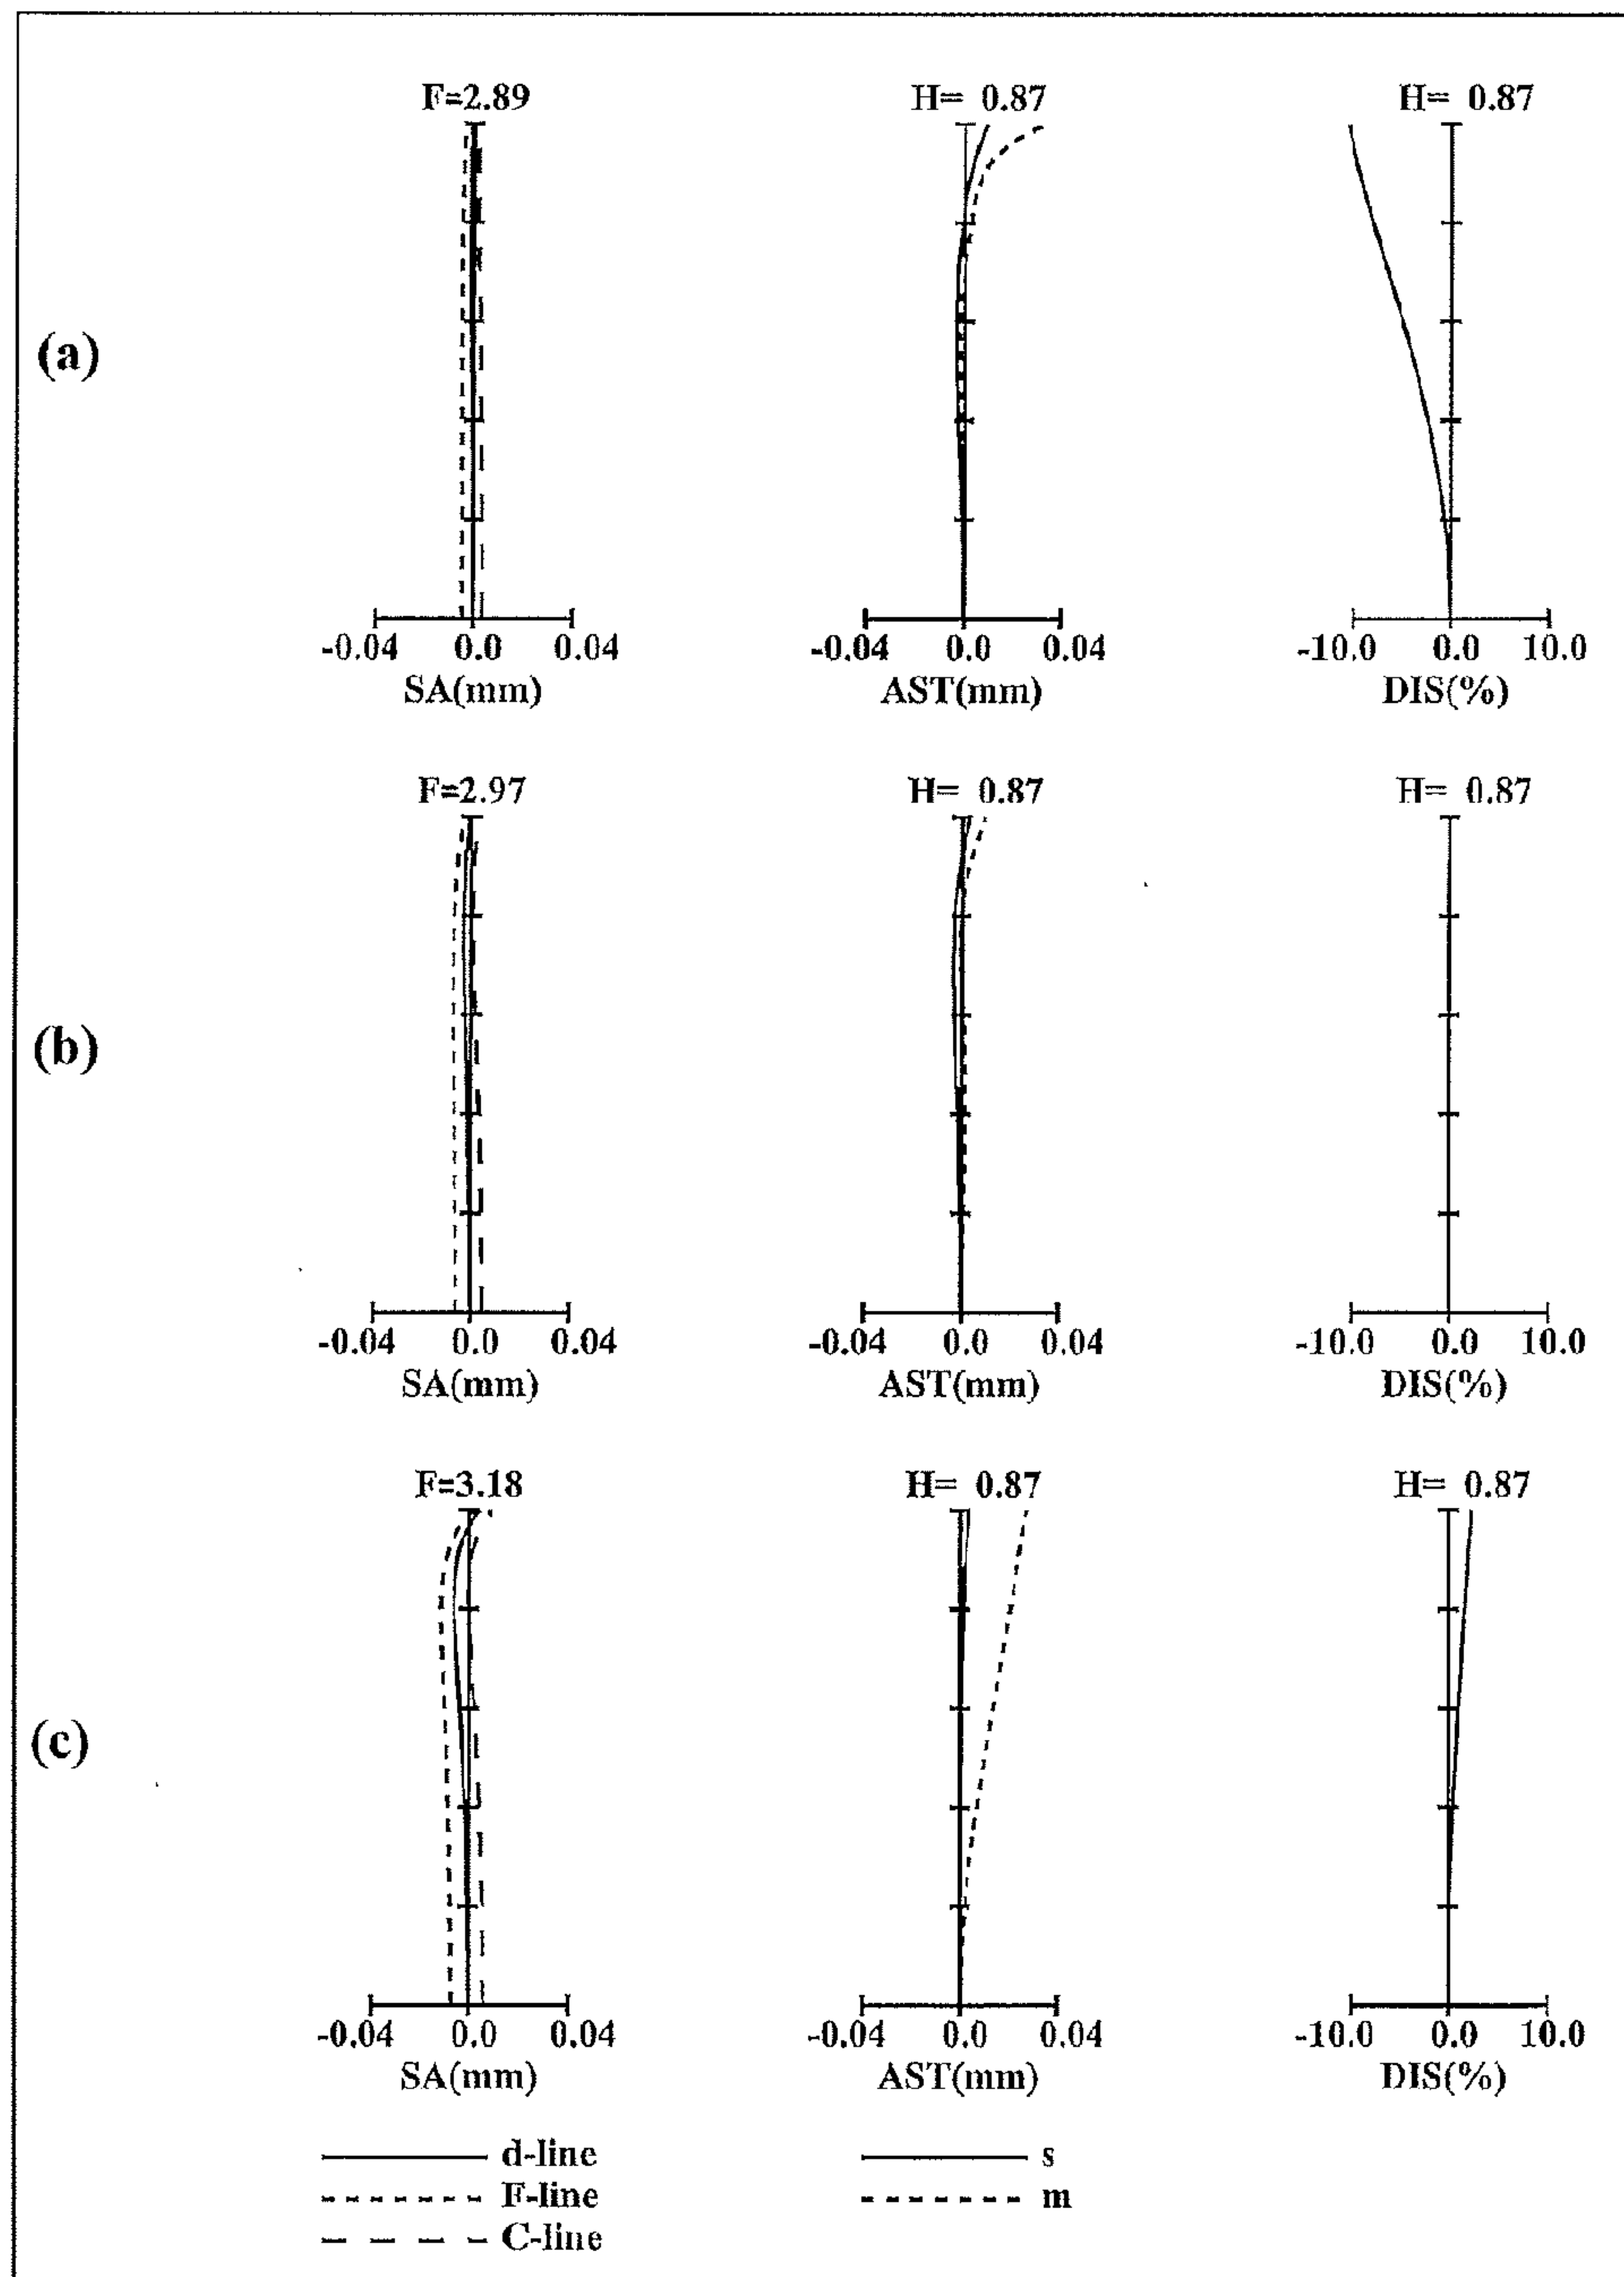 (a)
F=2.89 H= 0.87 H= 0.87
-0.04 0.0 0.04 -0.04 0.0 0.04 -10.0 0.0 10.0
SA(mm) AST(mm) DIS(%)
(b)
F=2.97 H= 0.87 H= 0.87
-0.04 0.0 0.04 -0.04 0.0 0.04 -10.0 0.0 10.0
SA(mm) AST(mm) DIS(%)
(c)
F=3.18 H= 0.87 H= 0.87
-0.04 0.0 0.04 -0.04 0.0 0.04 -10.0 0.0 10.0
SA(mm) AST(mm) DIS(%)
d-line s
F-line m
C-line